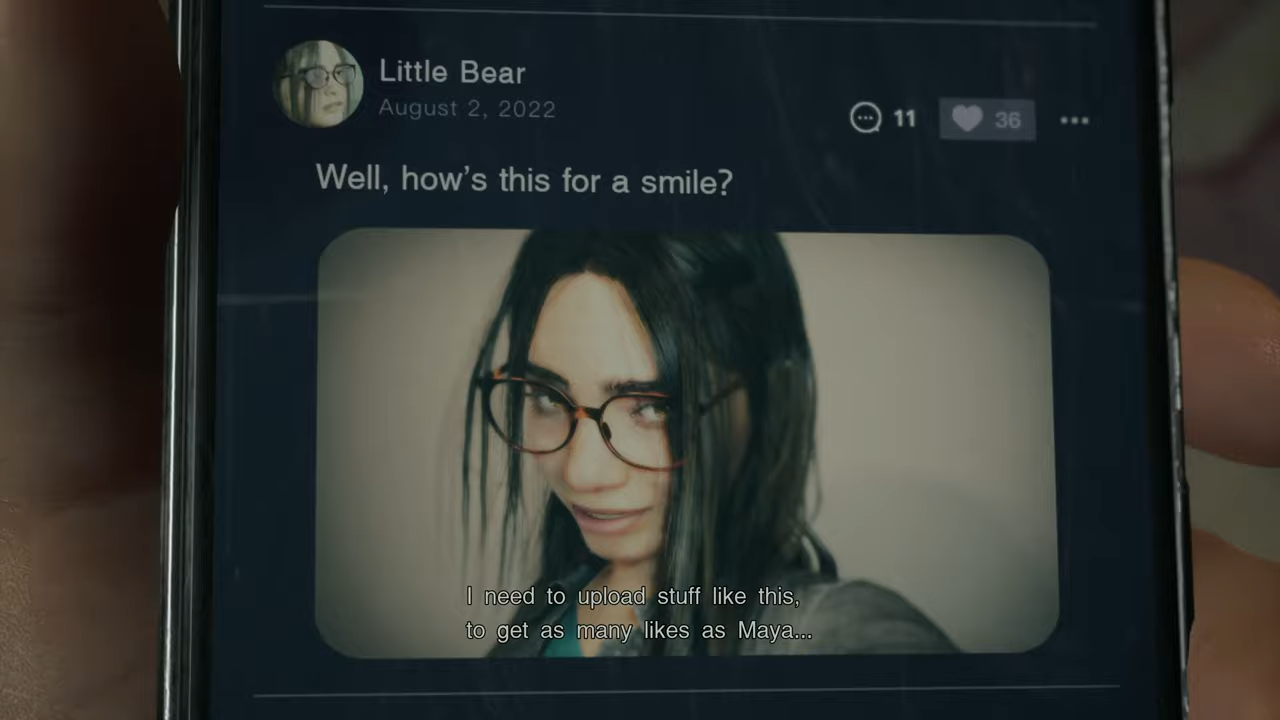 Little Bear
August 2, 2022
11
36
Well, how's this for a smile?
I need to upload stuff like this,
to get as many likes as Maya...